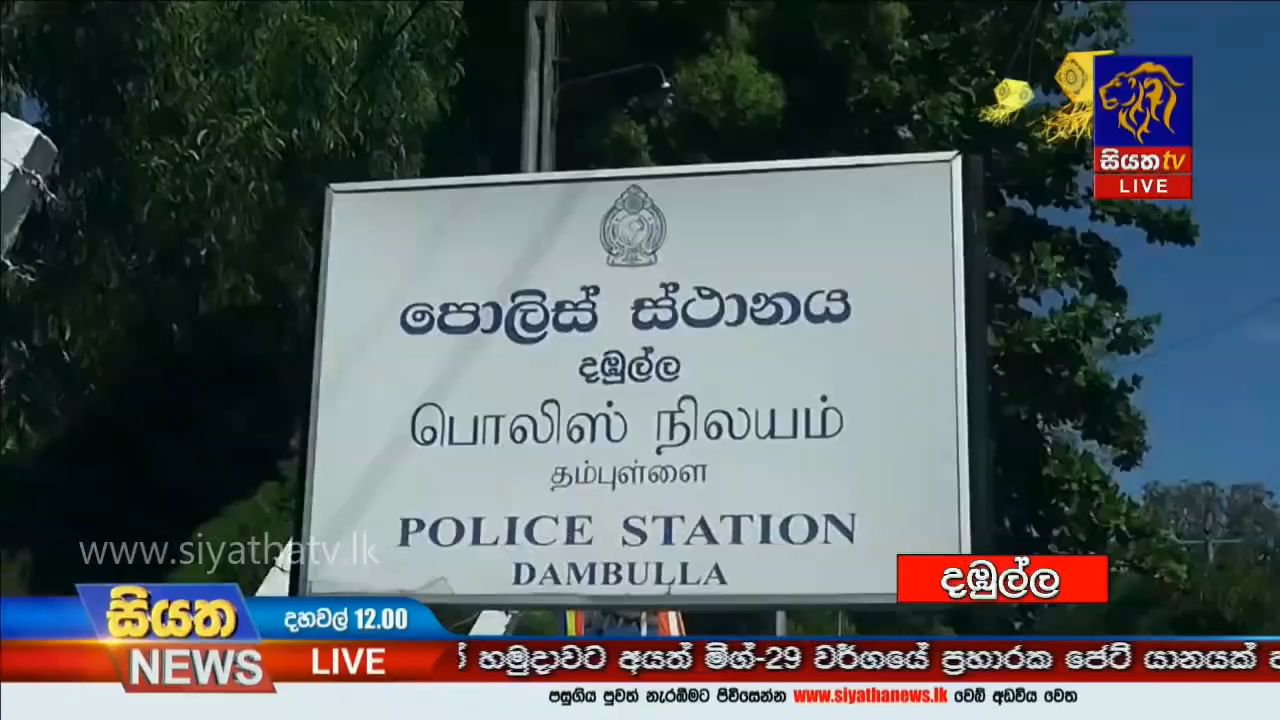 සියත tv
LIVE
පොලිස් ස්ථානය
දඹුල්ල
பொலிஸ் நிலயம்
தம்புள்ளை
POLICE STATION
DAMBULLA
www.siyathatv.lk
දඹුල්ල
සියත
NEWS
දහවල් 12.00
LIVE
හමුදාවට අයත් මිග්-29 වර්ගයේ ප්‍රහාරක ජෙට් යානයක්
පසුගිය පුවත් නැරඹීමට පිවිසෙන්න www.siyathanews.lk වෙබ් අඩවිය වෙත